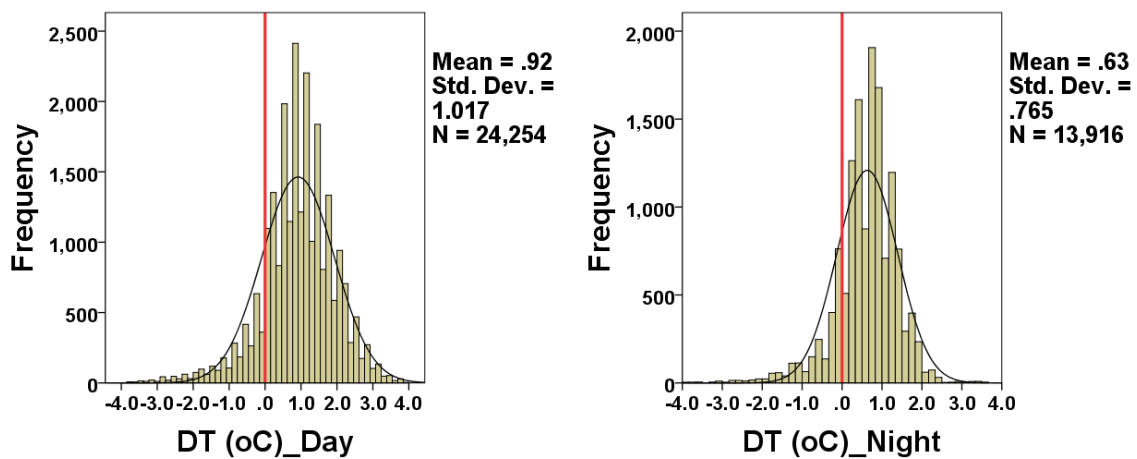 2,500
2,000
1,500
1,000
500
0
Frequency
-4.0 -3.0 -2.0 -1.0 .0 1.0 2.0 3.0 4.0
DT (oC)_Day
Mean = .92
Std. Dev. =
1.017
N = 24,254
2,000
1,500
1,000
500
0
Frequency
-4.0 -3.0 -2.0 -1.0 .0 1.0 2.0 3.0 4.0
DT (oC)_Night
Mean = .63
Std. Dev. =
.765
N = 13,916